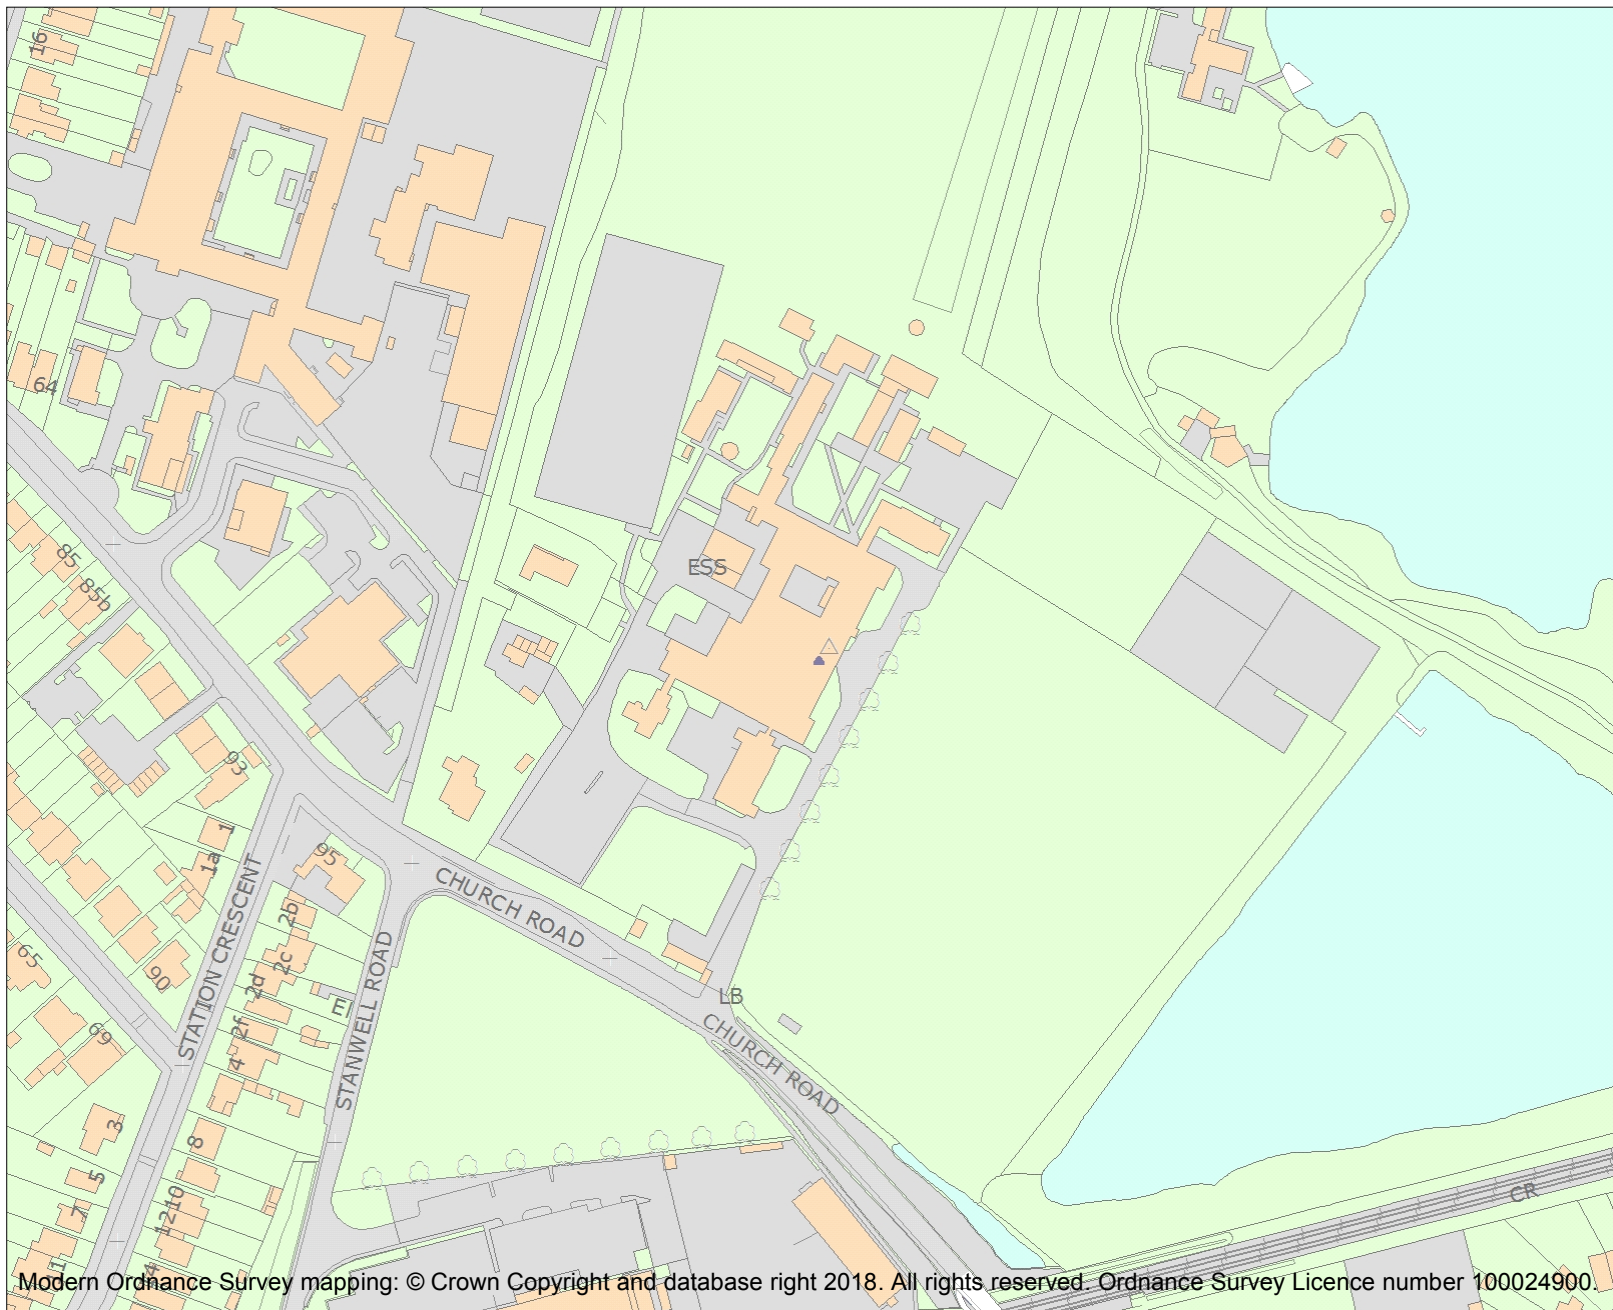 16
64
85
85b
ESS
93
1
1a
95
CHURCH ROAD
2b
STATION CRESCENT
65
90
2c
STANWELL ROAD
2d
El
LB
69
2f
CHURCH ROAD
4
3
8
5
CR
7
10
12
Modern Ordnance Survey mapping: © Crown Copyright and database right 2018. All rights reserved. Ordnance Survey Licence number 100024900.